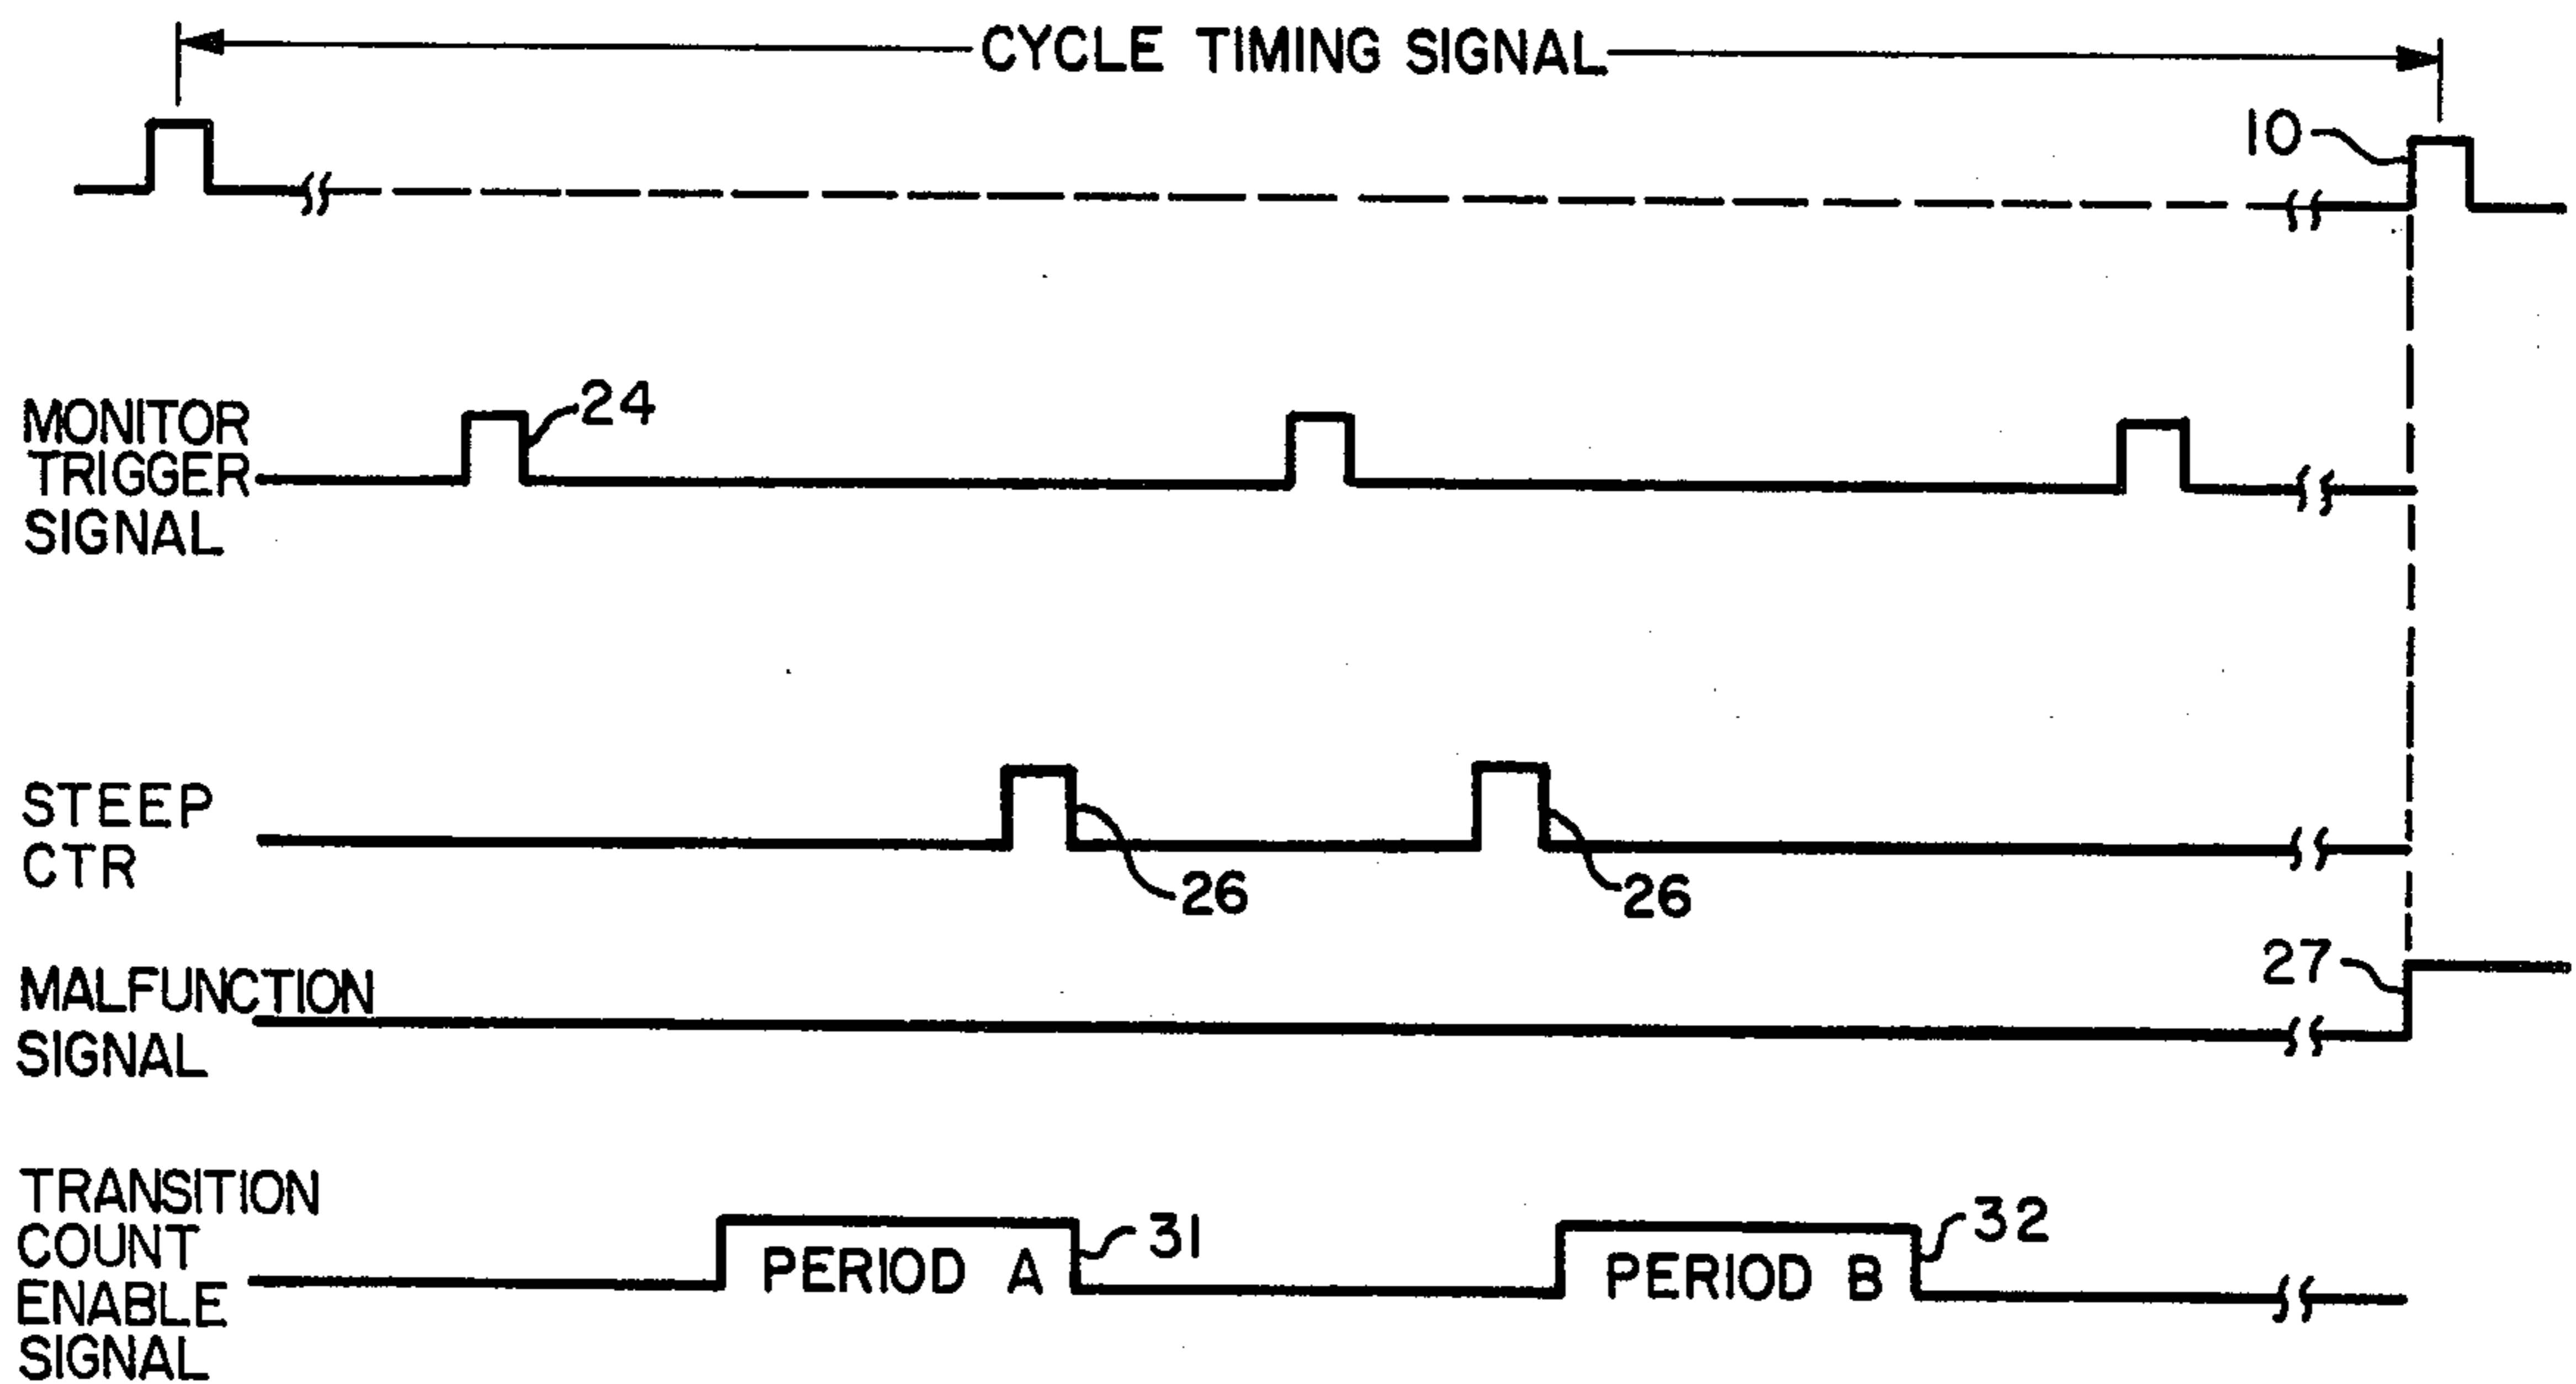 CYCLE TIMING SIGNAL
10
MONITOR
TRIGGER
SIGNAL
24
STEEP
CTR
26
26
MALFUNCTION
SIGNAL
27
TRANSITION
COUNT
ENABLE
SIGNAL
PERIOD A
31
PERIOD B
32